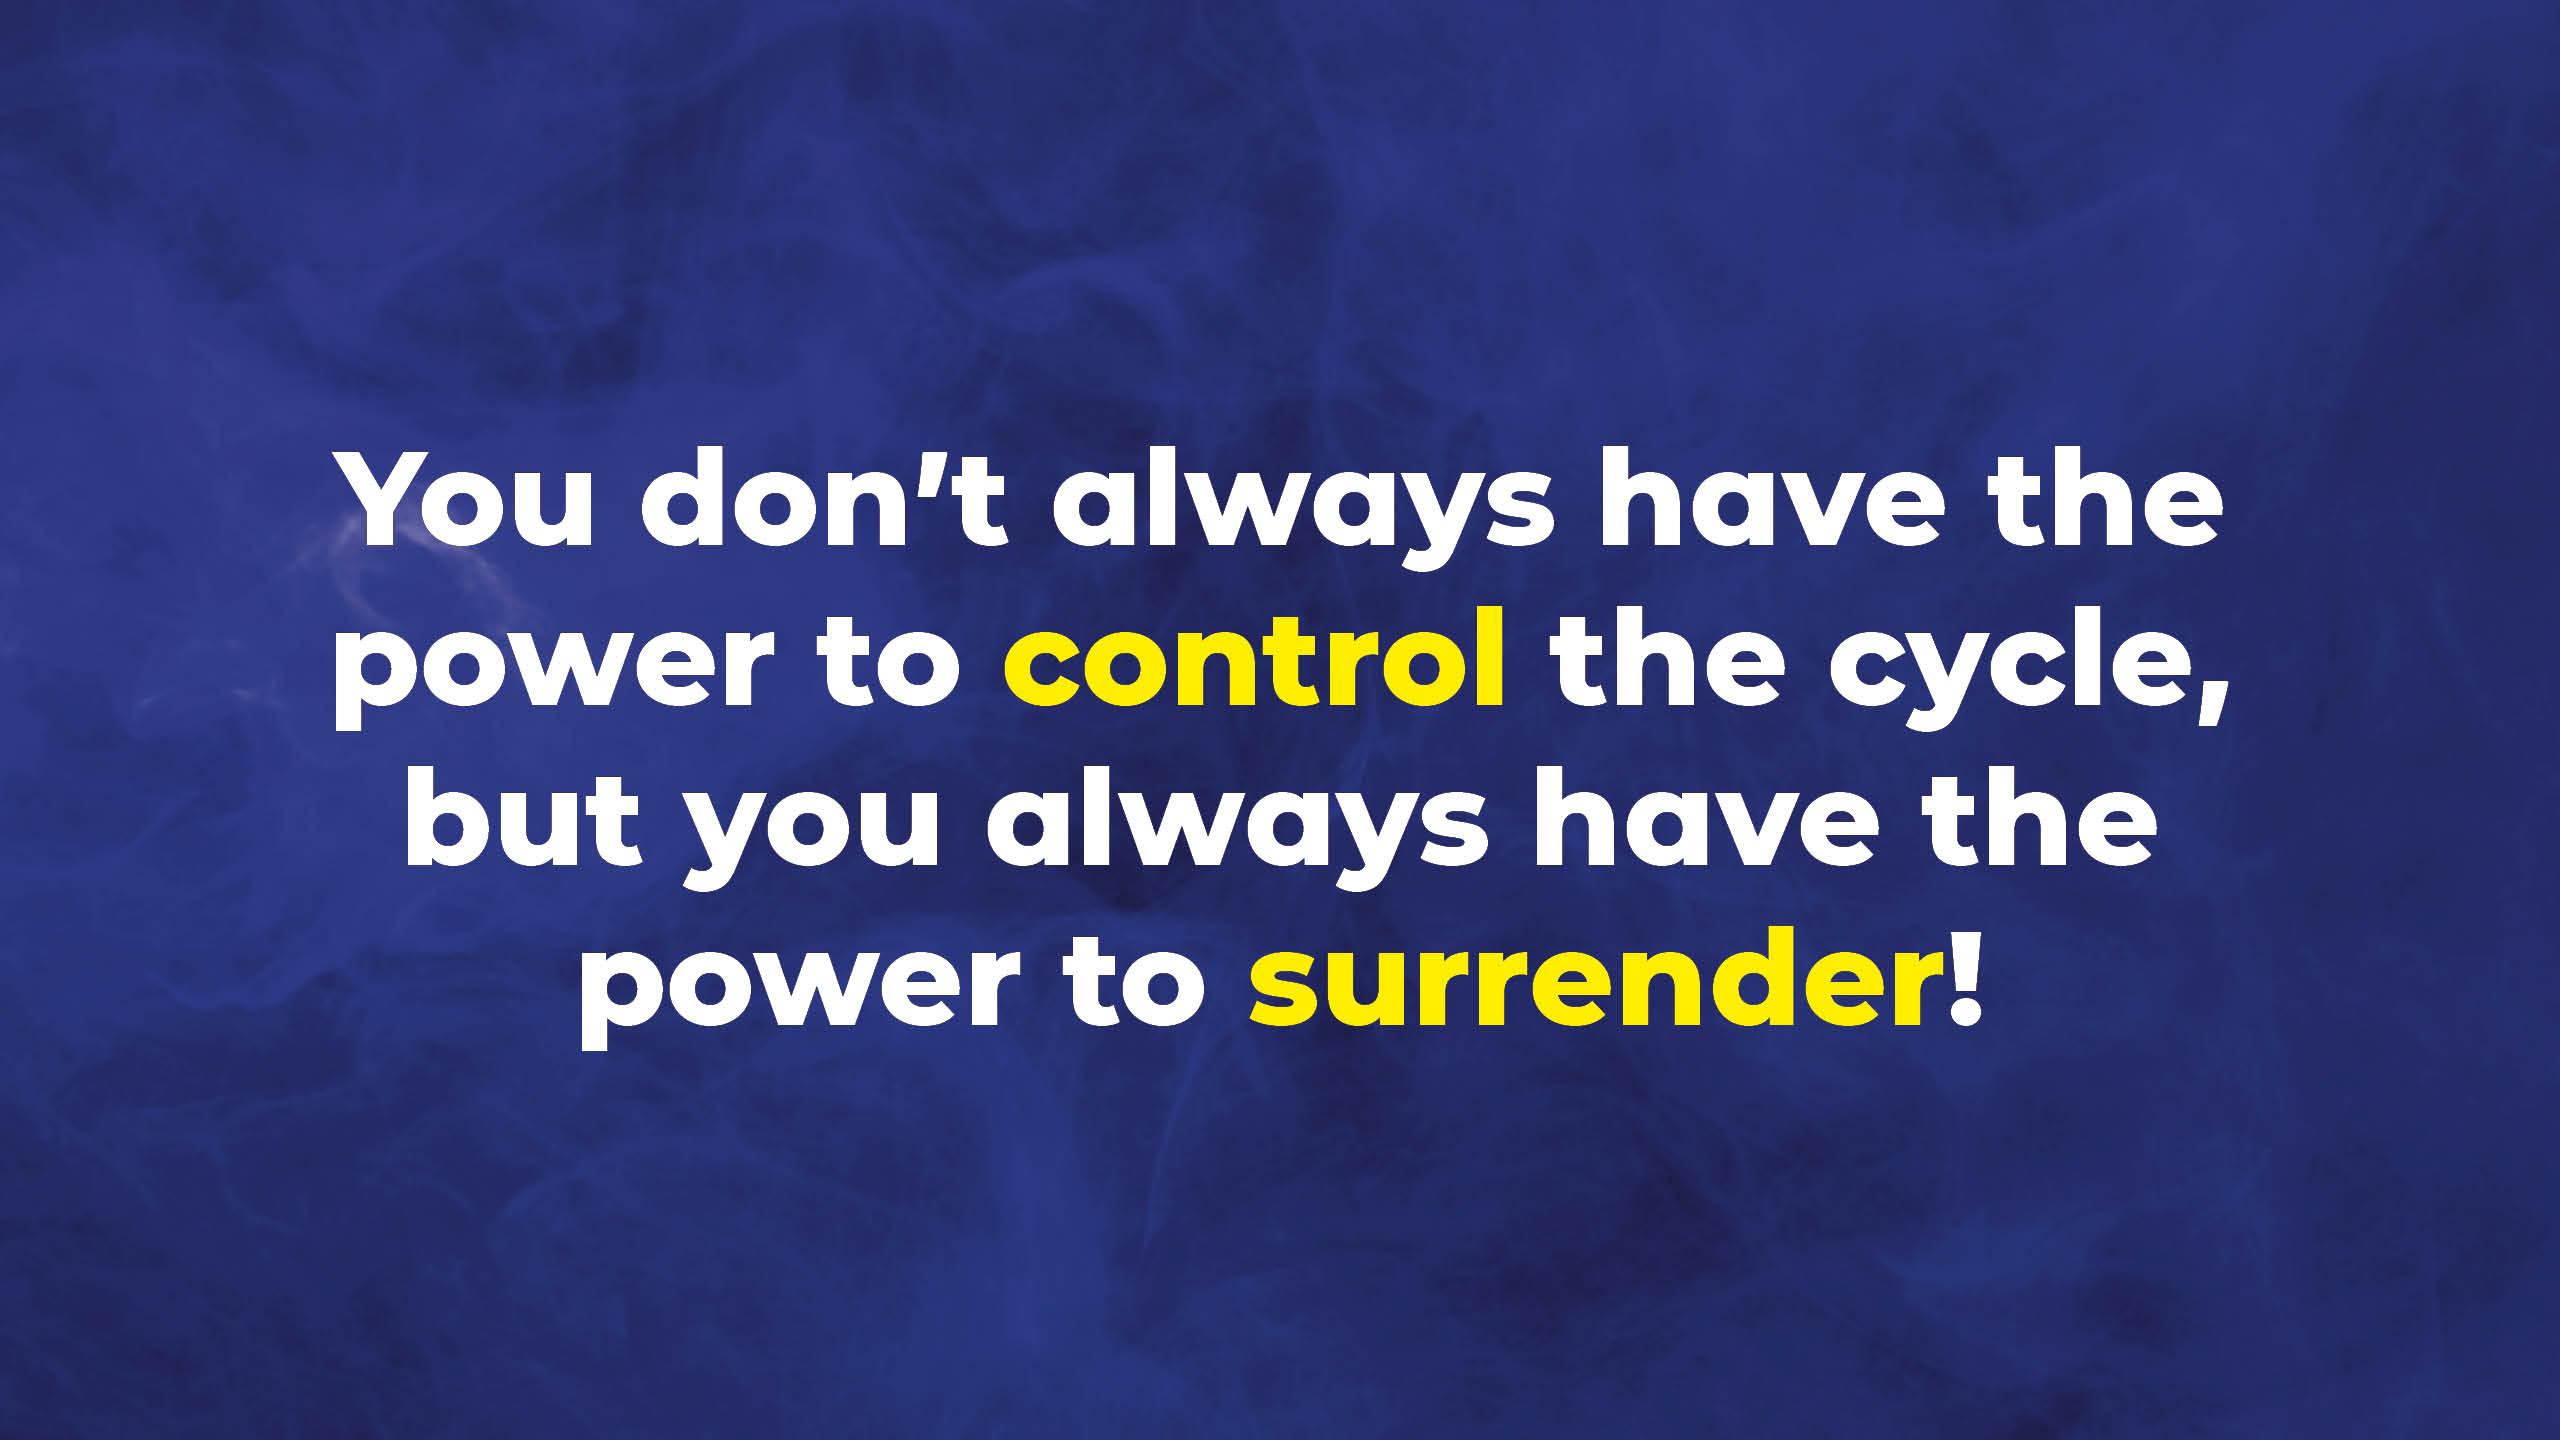 You don’t always have the
power to control the cycle,
but you always have the
power to surrender!